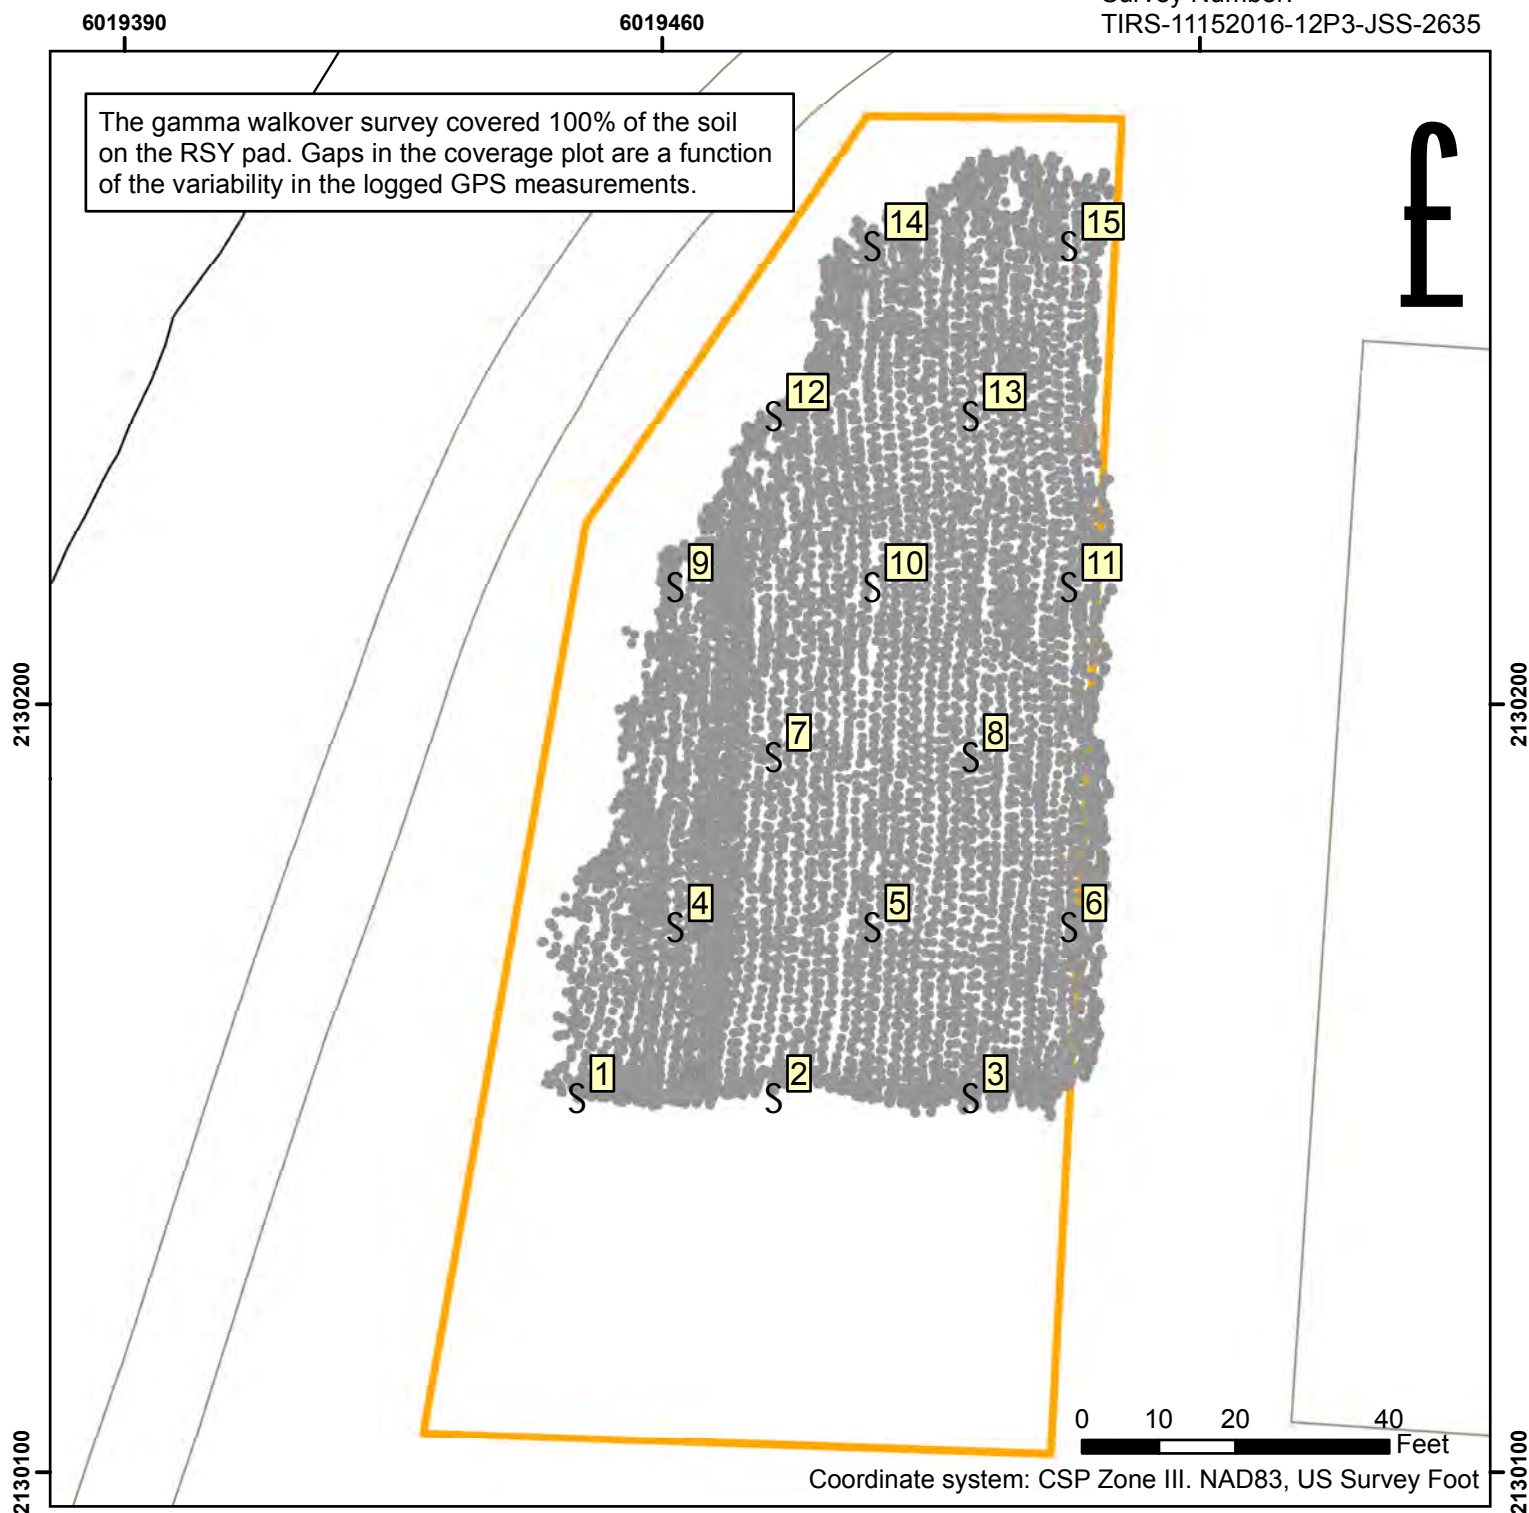 Survey Number:
6019390
6019460
TIRS-11152016-12P3-JSS-2635
The gamma walkover survey covered 100% of the soil
on the RSY pad. Gaps in the coverage plot are a function
of the variability in the logged GPS measurements.
£
S 14
S 15
S 12
S 13
S 9
S 10
S 11
2130200
2130200
S 7
S 8
S 4
S 5
S 6
S 1
S 2
S 3
0 10 20 40
Feet
Coordinate system: CSP Zone III. NAD83, US Survey Foot
2130100
2130100